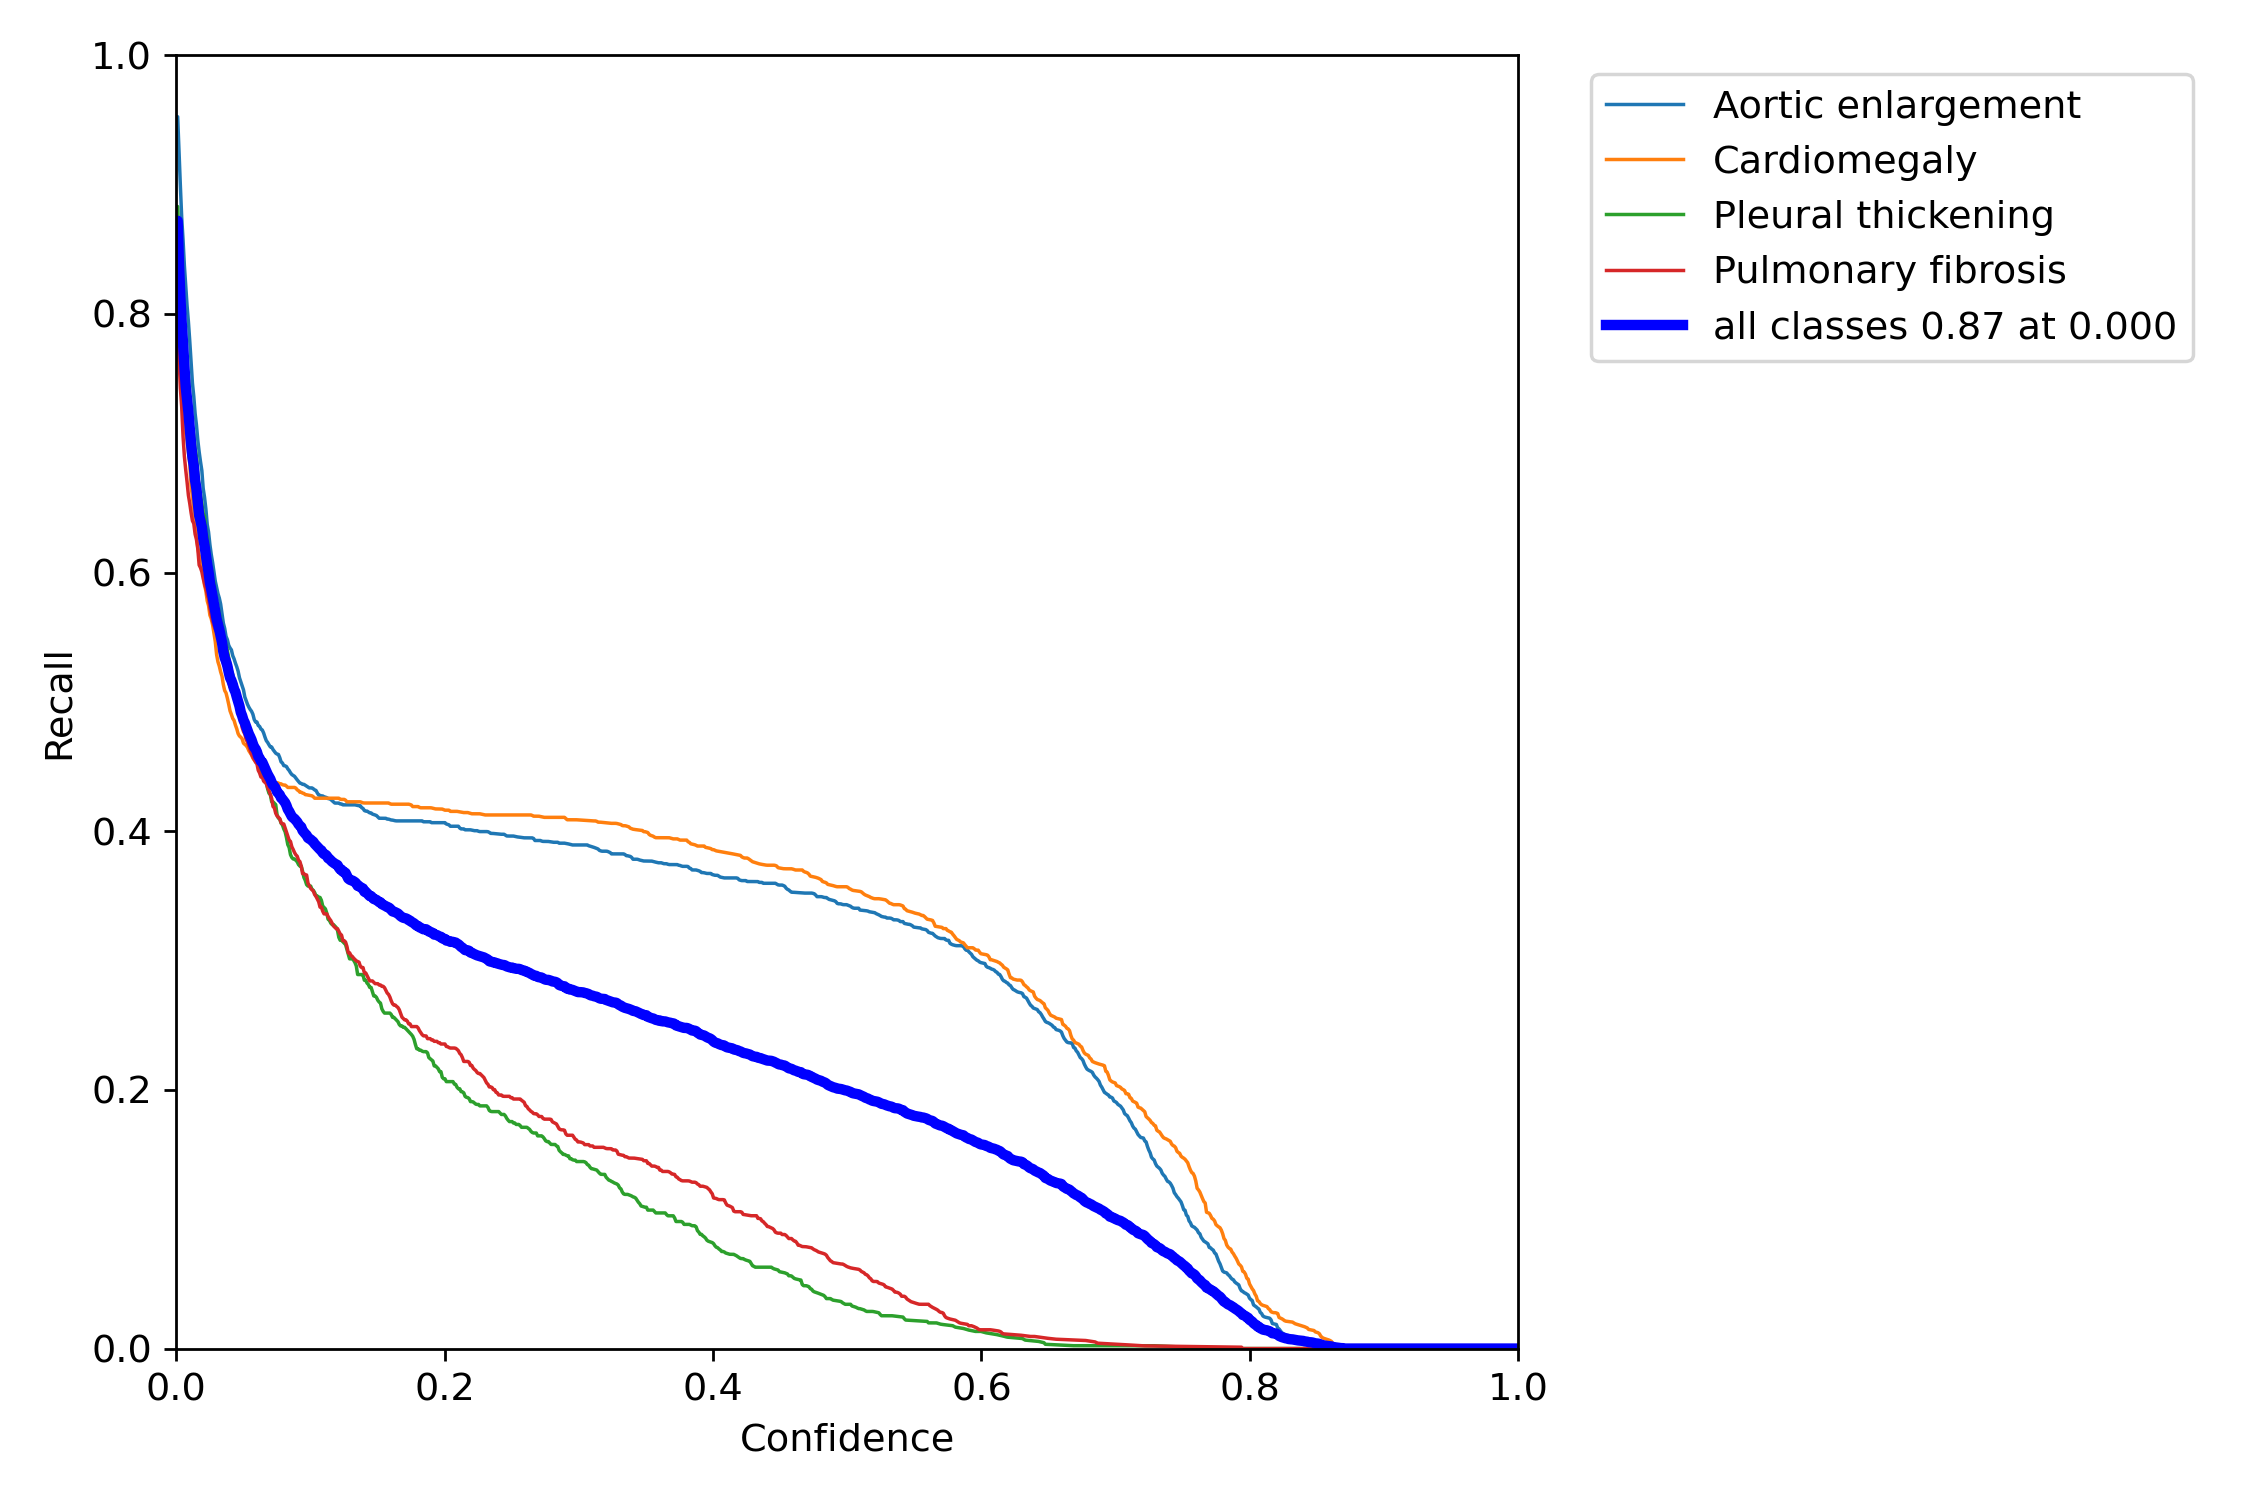 1.0
0.8
0.6
0.4
0.2
0.0
Recall
0.0 0.2 0.4 0.6 0.8 1.0
Confidence
Aortic enlargement
Cardiomegaly
Pleural thickening
Pulmonary fibrosis
all classes 0.87 at 0.000